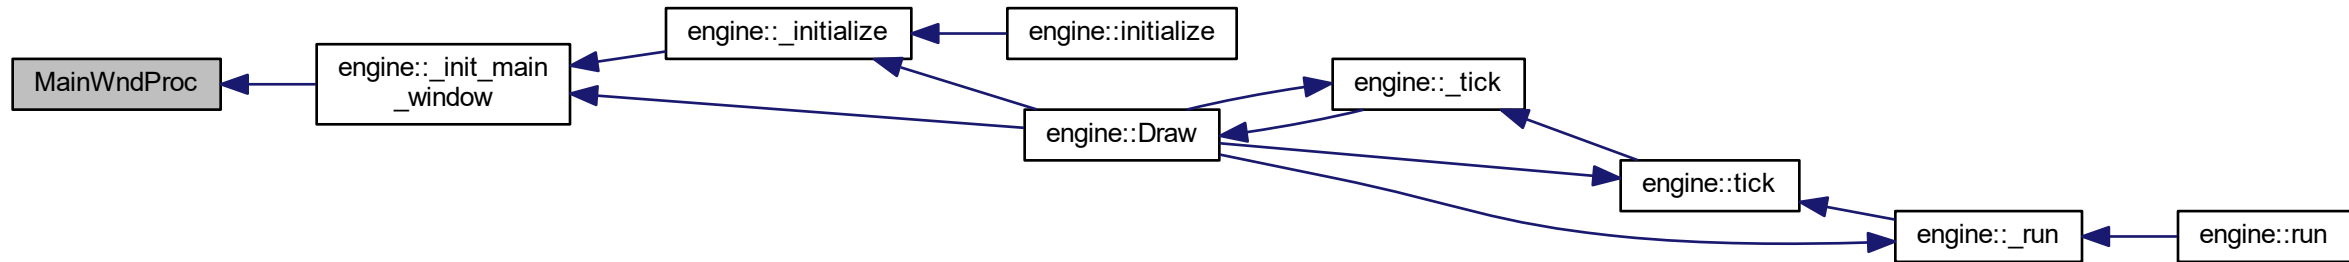 MainWndProc
engine::_init_main
_window
engine::_initialize
engine::initialize
engine::Draw
engine::_tick
engine::tick
engine::_run
engine::run